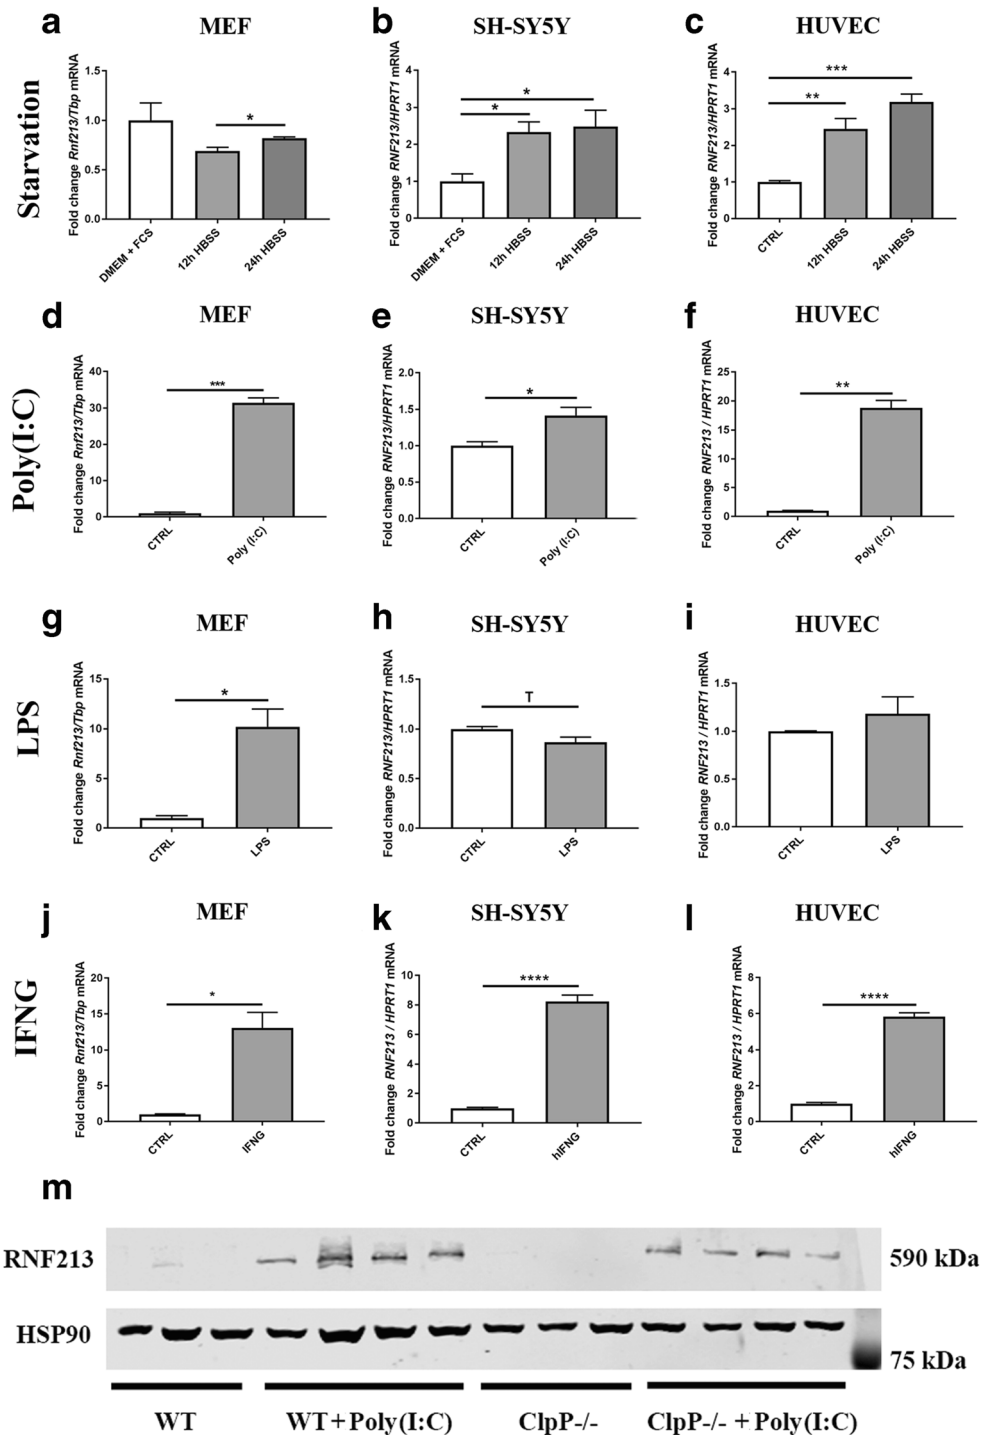 a MEF
b SH-SY5Y
c HUVEC
Starvation
Fold change Rnf213/Tbp mRNA
1.5
1.0
0.5
0.0
*
DMEM + FCS
12h HBSS
24h HBSS
Fold change RNF213/HPRT1 mRNA
4
3
2
1
0
*
*
DMEM + FCS
12h HBSS
24h HBSS
Fold change RNF213/HPRT1 mRNA
4
3
2
1
0
***
**
CTRL
12h HBSS
24h HBSS
d MEF
e SH-SY5Y
f HUVEC
Poly(I:C)
Fold change Rnf213/Tbp mRNA
40
30
20
10
0
***
CTRL
Poly (I:C)
Fold change RNF213/HPRT1 mRNA
2.0
1.5
1.0
0.5
0.0
*
CTRL
Poly (I:C)
Fold change RNF213 / HPRT1 mRNA
25
20
15
10
5
0
**
CTRL
Poly (I:C)
g MEF
h SH-SY5Y
i HUVEC
LPS
Fold change Rnf213/Tbp mRNA
15
10
5
0
*
CTRL
LPS
Fold change RNF213/HPRT1 mRNA
1.5
1.0
0.5
0.0
T
CTRL
LPS
Fold change RNF213 / HPRT1 mRNA
1.5
1.0
0.5
0.0
CTRL
LPS
j MEF
k SH-SY5Y
l HUVEC
IFNG
Fold change Rnf213/Tbp mRNA
20
15
10
5
0
*
CTRL
IFNG
Fold change RNF213 / HPRT1 mRNA
10
8
6
4
2
0
****
CTRL
hIFNG
Fold change RNF213 / HPRT1 mRNA
8
6
4
2
0
****
CTRL
hIFNG
m
RNF213 590 kDa
HSP90
75 kDa
WT WT+Poly(I:C) ClpP-/- ClpP-/- +Poly(I:C)